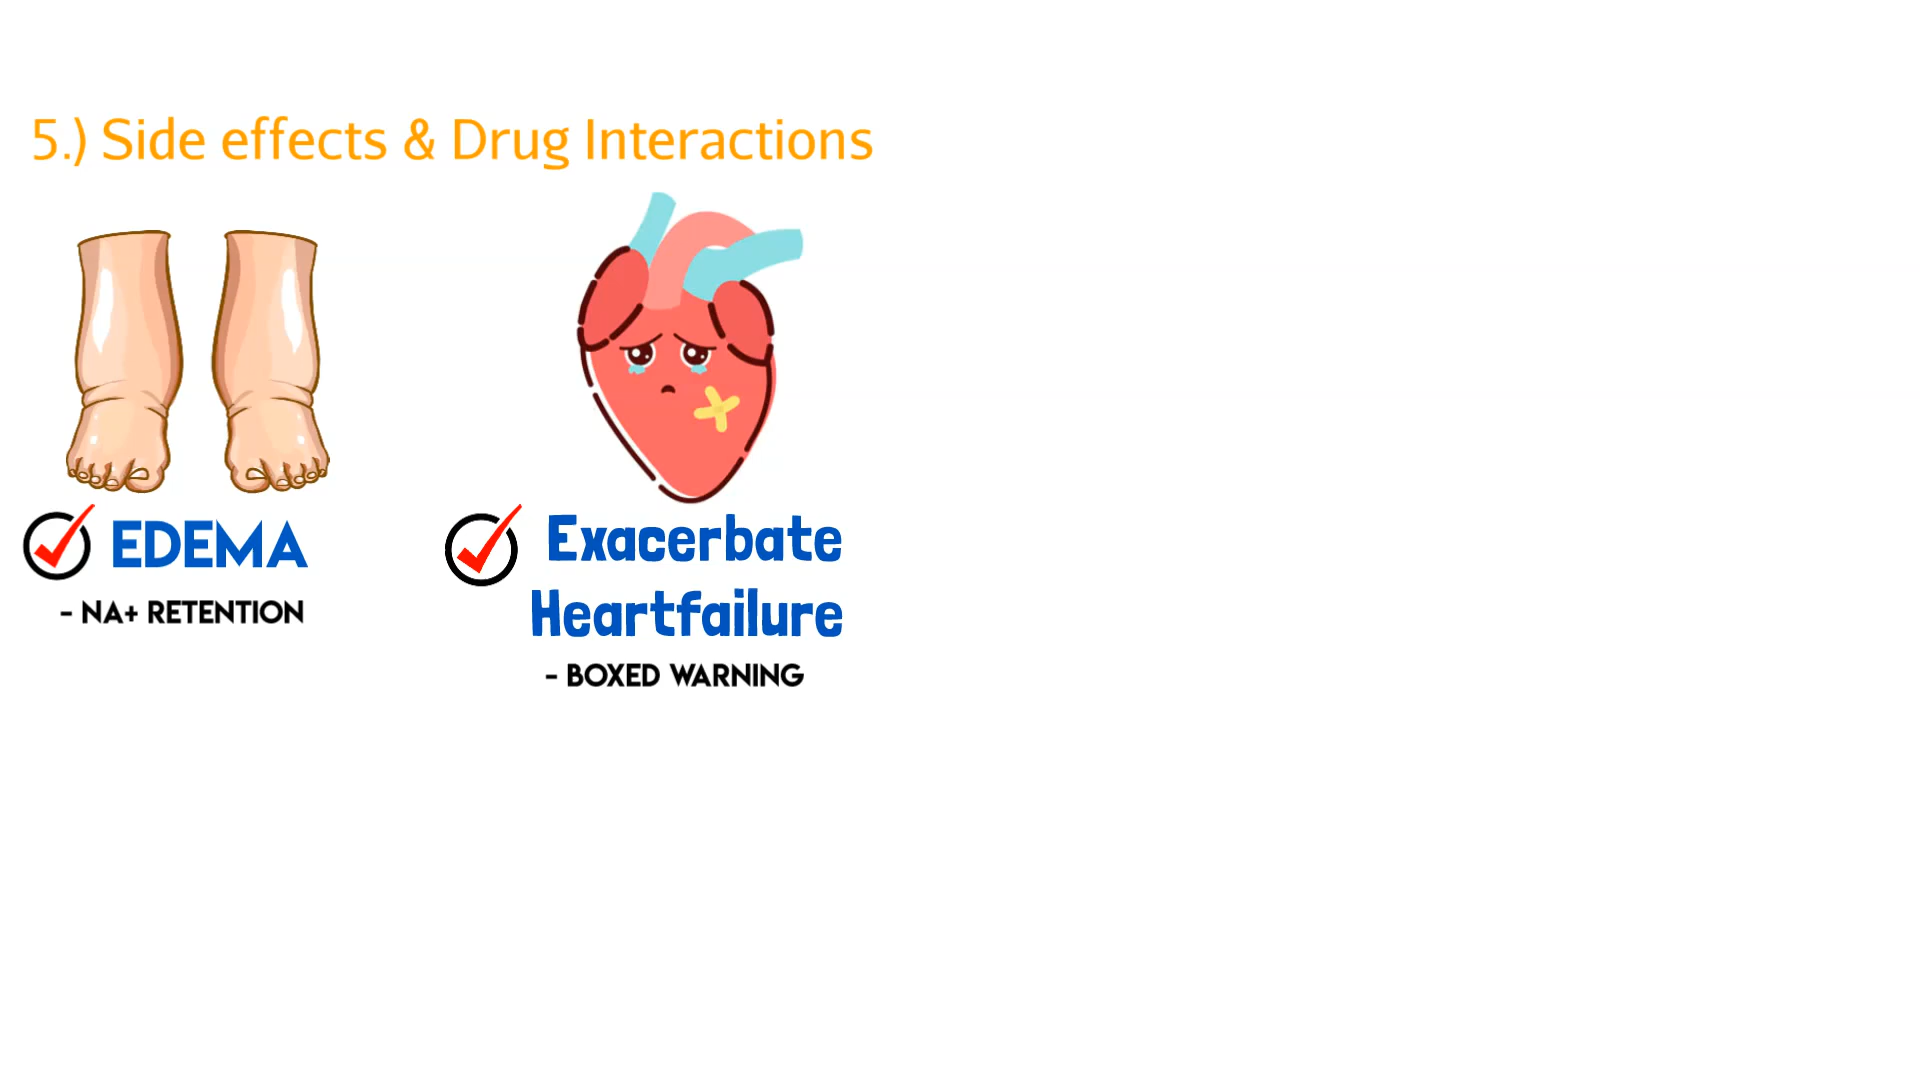 5.) Side effects & Drug Interactions
EDEMA
- NA+ RETENTION
Exacerbate
Heartfailure
- BOXED WARNING